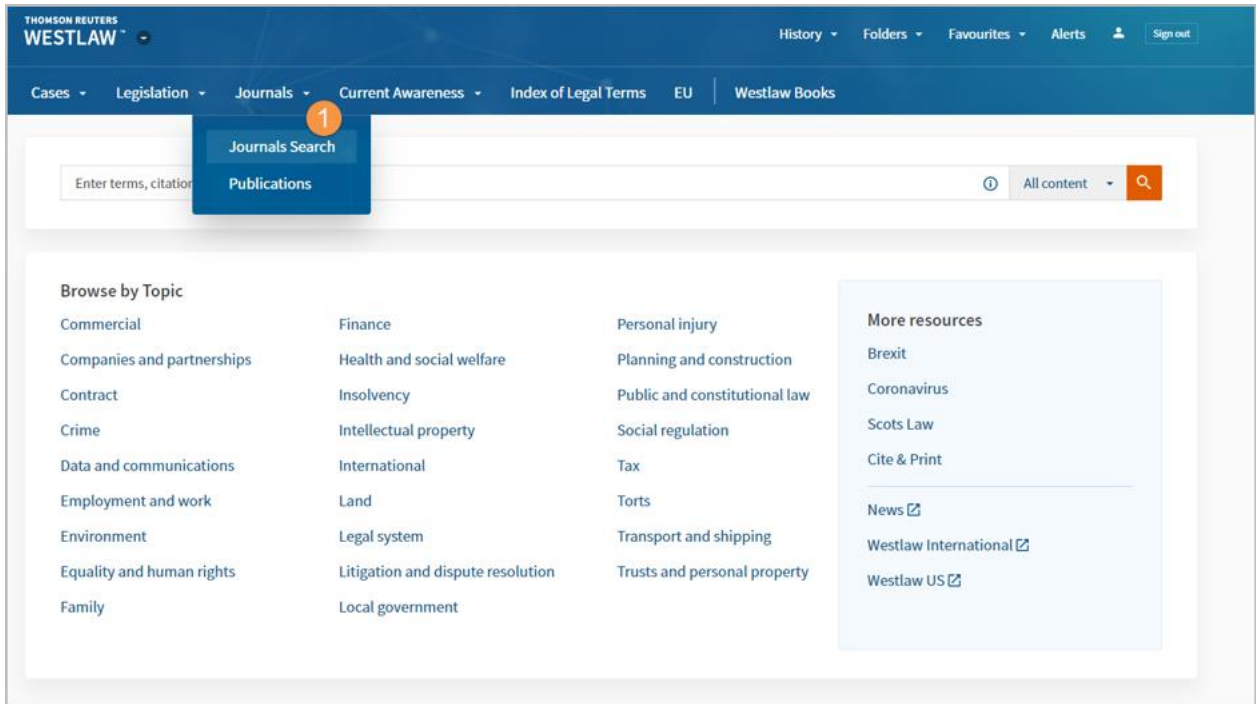 THOMSON REUTERS
WESTLAW™
History Folders Favourites Alerts Sign out
Cases Legislation Journals Current Awareness Index of Legal Terms EU Westlaw Books
1
Journals Search
Publications
Enter terms, citation
All content
Browse by Topic
Commercial
Companies and partnerships
Contract
Crime
Data and communications
Employment and work
Environment
Equality and human rights
Family
Finance
Health and social welfare
Insolvency
Intellectual property
International
Land
Legal system
Litigation and dispute resolution
Local government
Personal injury
Planning and construction
Public and constitutional law
Social regulation
Tax
Torts
Transport and shipping
Trusts and personal property
More resources
Brexit
Coronavirus
Scots Law
Cite & Print
News
Westlaw International
Westlaw US